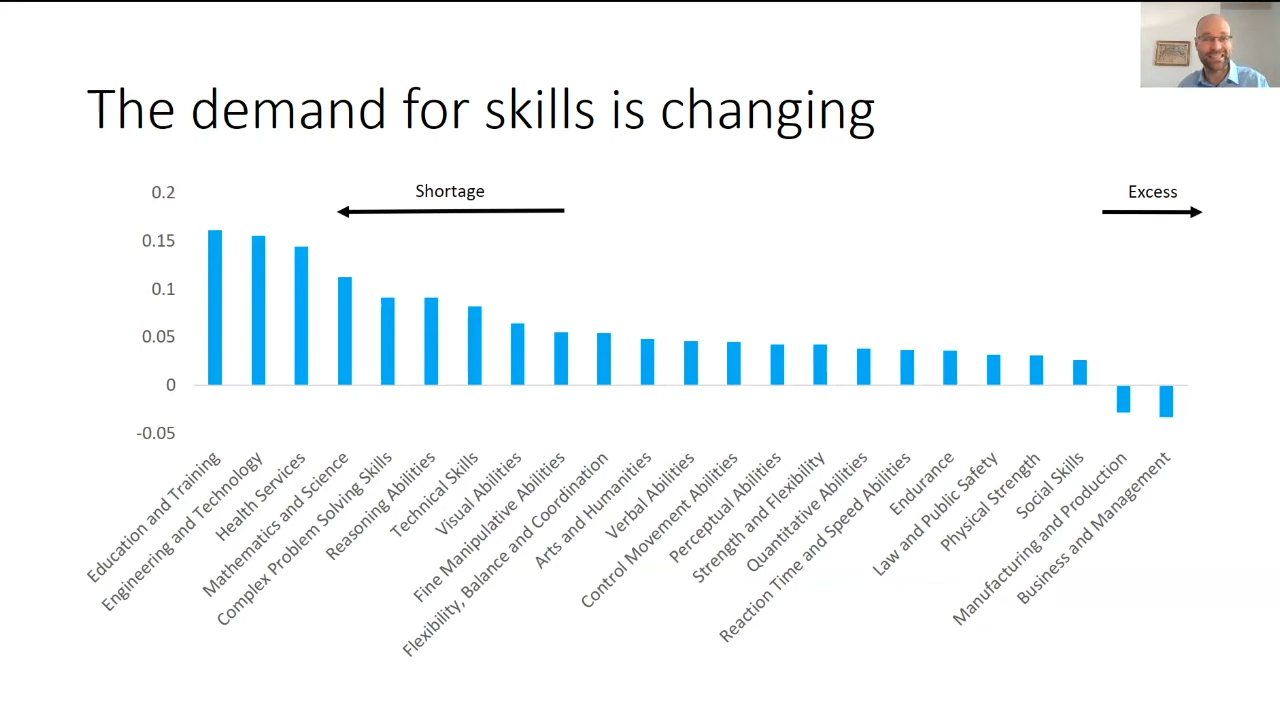 The demand for skills is changing
Shortage
Excess
0.2
0.15
0.1
0.05
0
-0.05
Education and Training
Engineering and Technology
Health Services
Mathematics and Science
Complex Problem Solving Skills
Reasoning Abilities
Technical Skills
Visual Abilities
Fine Manipulative Abilities
Flexibility, Balance and Coordination
Arts and Humanities
Verbal Abilities
Control Movement Abilities
Perceptual Abilities
Strength and Flexibility
Quantitative Abilities
Reaction Time and Speed Abilities
Endurance
Law and Public Safety
Physical Strength
Social Skills
Manufacturing and Production
Business and Management